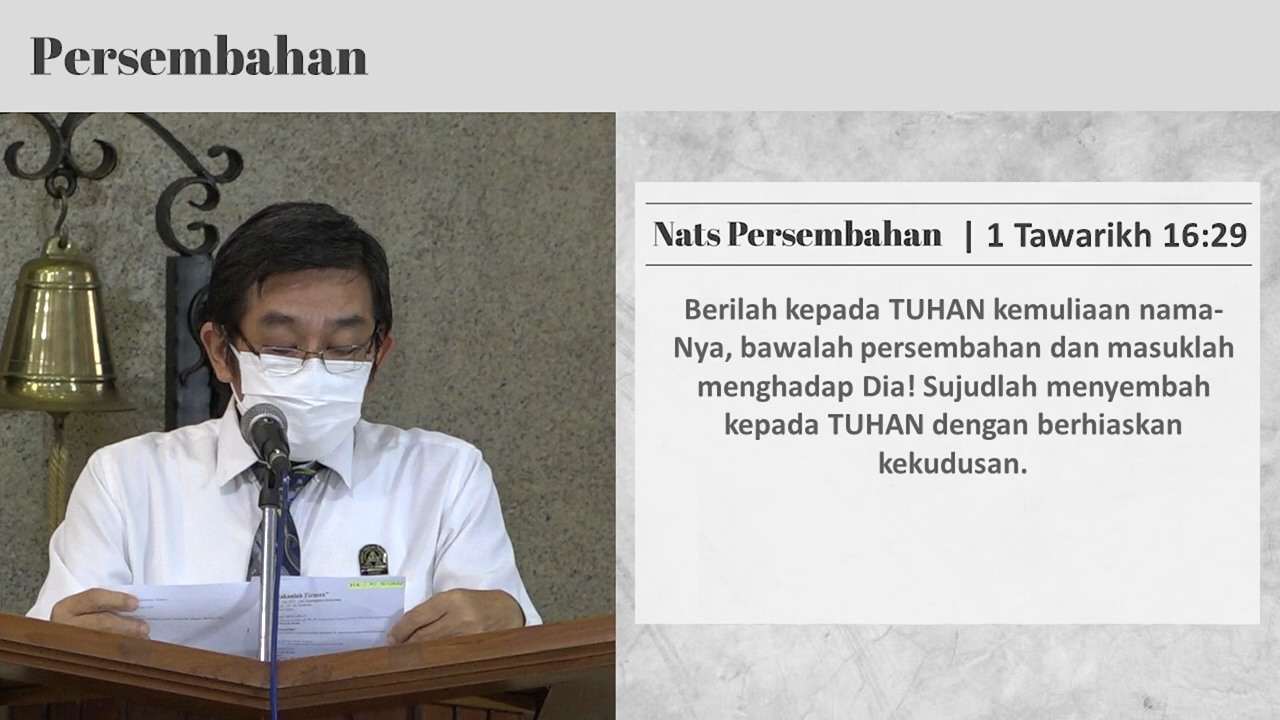 Persembahan
Nats Persembahan | 1 Tawarikh 16:29
Berilah kepada TUHAN kemuliaan nama-
Nya, bawalah persembahan dan masuklah
menghadap Dia! Sujudlah menyembah
kepada TUHAN dengan berhiaskan
kekudusan.
Firman"